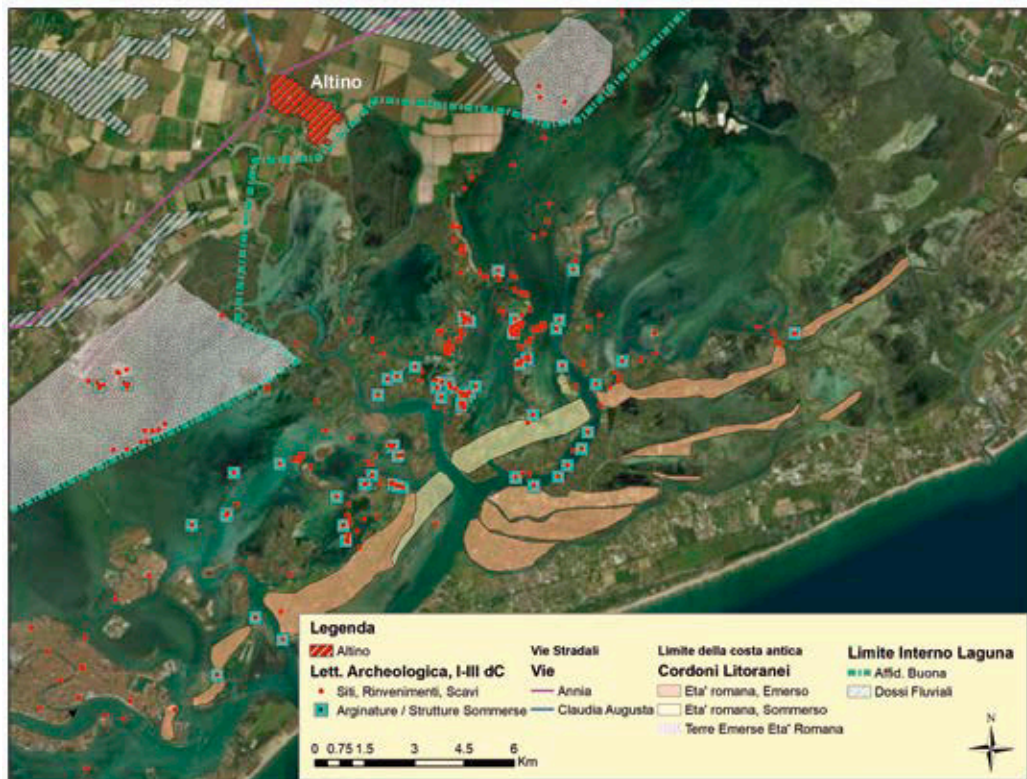 Altino
N
Legenda
Altino
Lett. Archeologica, I-III dC
Siti, Rinvenimenti, Scavi
Arginature / Strutture Sommerse
Vie Stradali
Vie
Annia
Claudia Augusta
Limite della costa antica
Cordoni Litoranei
Eta' romana, Emerso
Eta' romana, Sommerso
Terre Emerse Eta' Romana
Limite Interno Laguna
Affid. Buona
Dossi Fluviali
0 0.75 1.5 3 4.5 6
Km